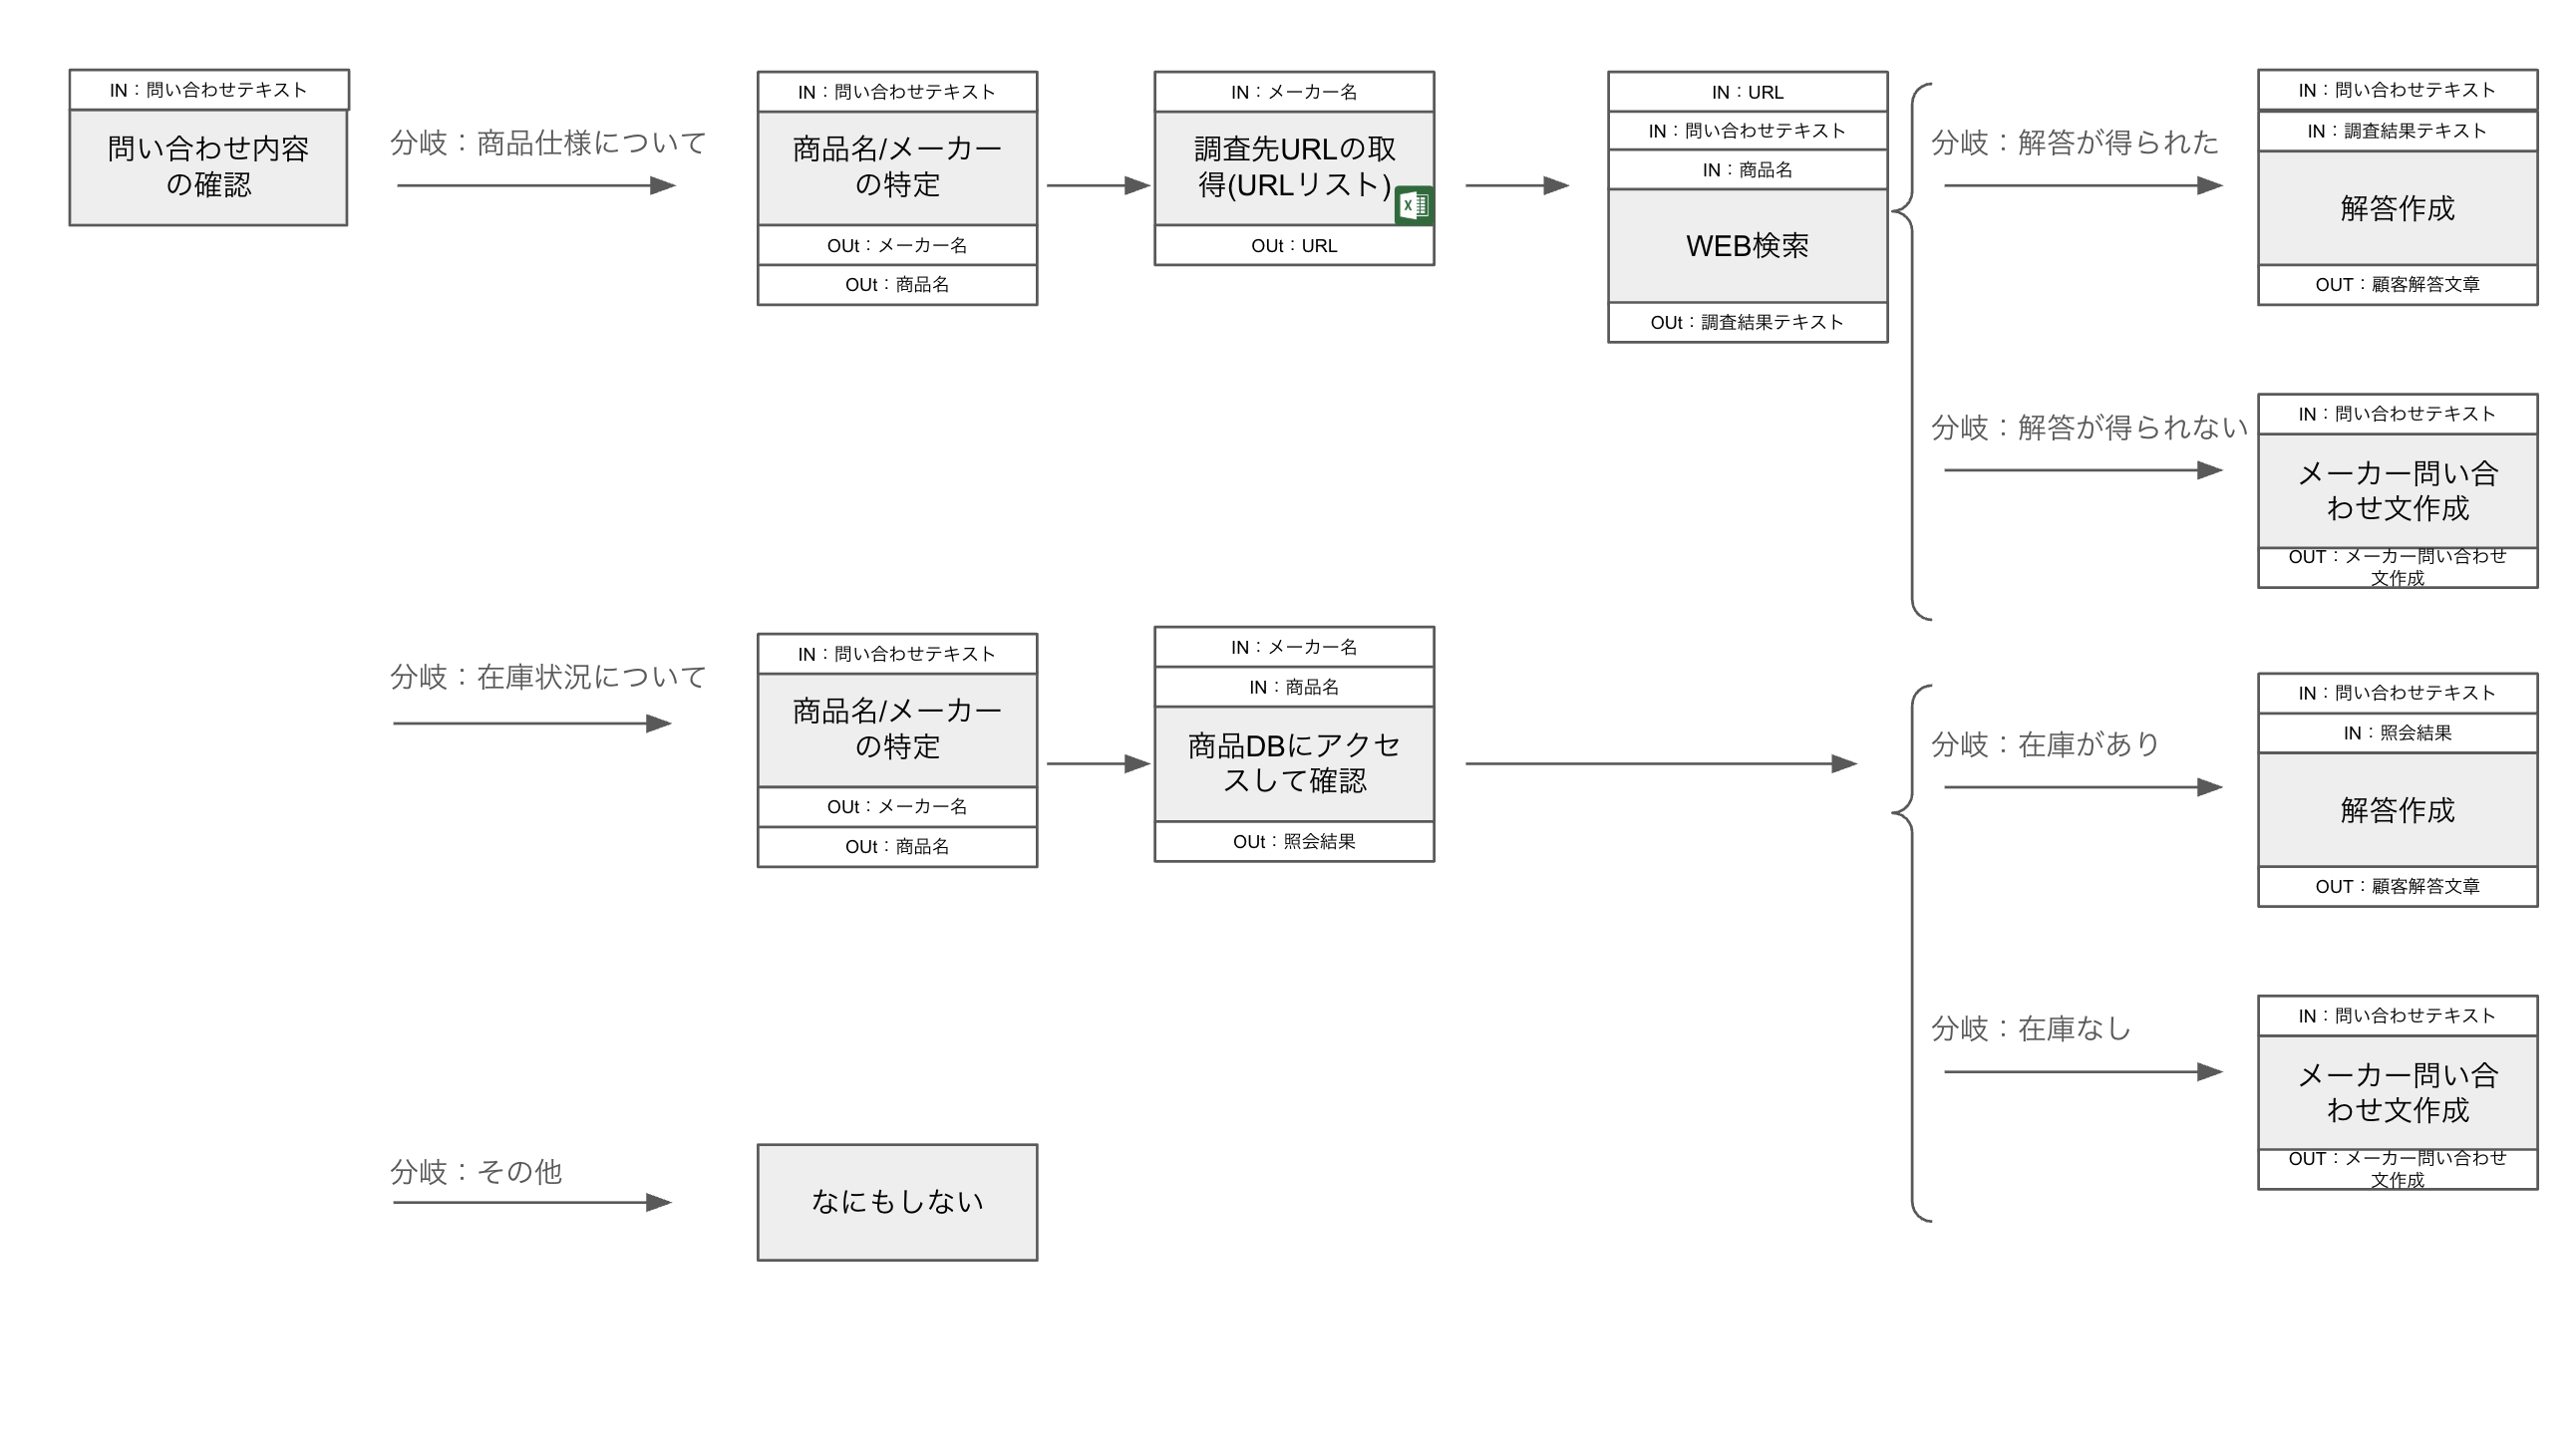 IN：問い合わせテキスト
問い合わせ内容
の確認
分岐：商品仕様について
IN：問い合わせテキスト
商品名/メーカー
の特定
OUt：メーカー名
OUt：商品名
IN：メーカー名
調査先URLの取
得(URLリスト)
X
OUt：URL
IN：URL
IN：問い合わせテキスト
IN：商品名
WEB検索
OUt：調査結果テキスト
分岐：解答が得られた
IN：問い合わせテキスト
IN：調査結果テキスト
解答作成
OUT：顧客解答文章
分岐：解答が得られない
IN：問い合わせテキスト
メーカー問い合
わせ文作成
OUT：メーカー問い合わせ
文作成
分岐：在庫状況について
IN：問い合わせテキスト
商品名/メーカー
の特定
OUt：メーカー名
OUt：商品名
IN：メーカー名
IN：商品名
商品DBにアクセ
スして確認
OUt：照会結果
分岐：在庫があり
IN：問い合わせテキスト
IN：照会結果
解答作成
OUT：顧客解答文章
分岐：在庫なし
IN：問い合わせテキスト
メーカー問い合
わせ文作成
OUT：メーカー問い合わせ
文作成
分岐：その他
なにもしない